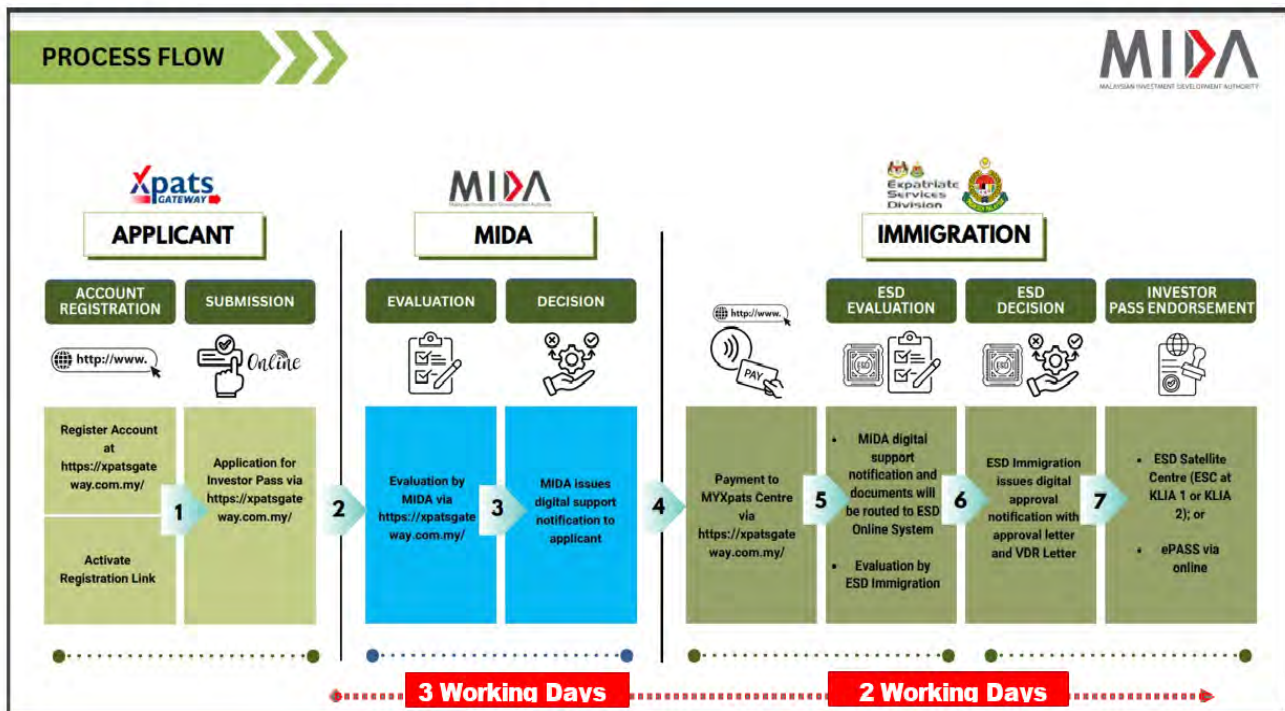 PROCESS FLOW
MIDA
MALAYSIAN INVESTMENT DEVELOPMENT AUTHORITY
Xpats
GATEWAY
APPLICANT
ACCOUNT
REGISTRATION
http://www.
Register Account
at
https://xpatsgate
way.com.my/
Activate
Registration Link
1
SUBMISSION
Online
Application for
Investor Pass via
https://xpatsgate
way.com.my/
2
MIDA
Malaysian Investment Development Authority
MIDA
EVALUATION
Evaluation by
MIDA via
https://xpatsgate
way.com.my/
3
DECISION
MIDA issues
digital support
notification to
applicant
4
Expatriate
Services
Division
IMMIGRATION
http://www.
PAY
Payment to
MYXpats Centre
via
https://xpatsgate
way.com.my/
5
ESD
EVALUATION
ESD
• MIDA digital
support
notification and
documents will
be routed to ESD
Online System
• Evaluation by
ESD Immigration
6
ESD
DECISION
ESD
ESD Immigration
issues digital
approval
notification with
approval letter
and VDR Letter
7
INVESTOR
PASS ENDORSEMENT
• ESD Satellite
Centre (ESC at
KLIA 1 or KLIA
2); or
• ePASS via
online
3 Working Days
2 Working Days